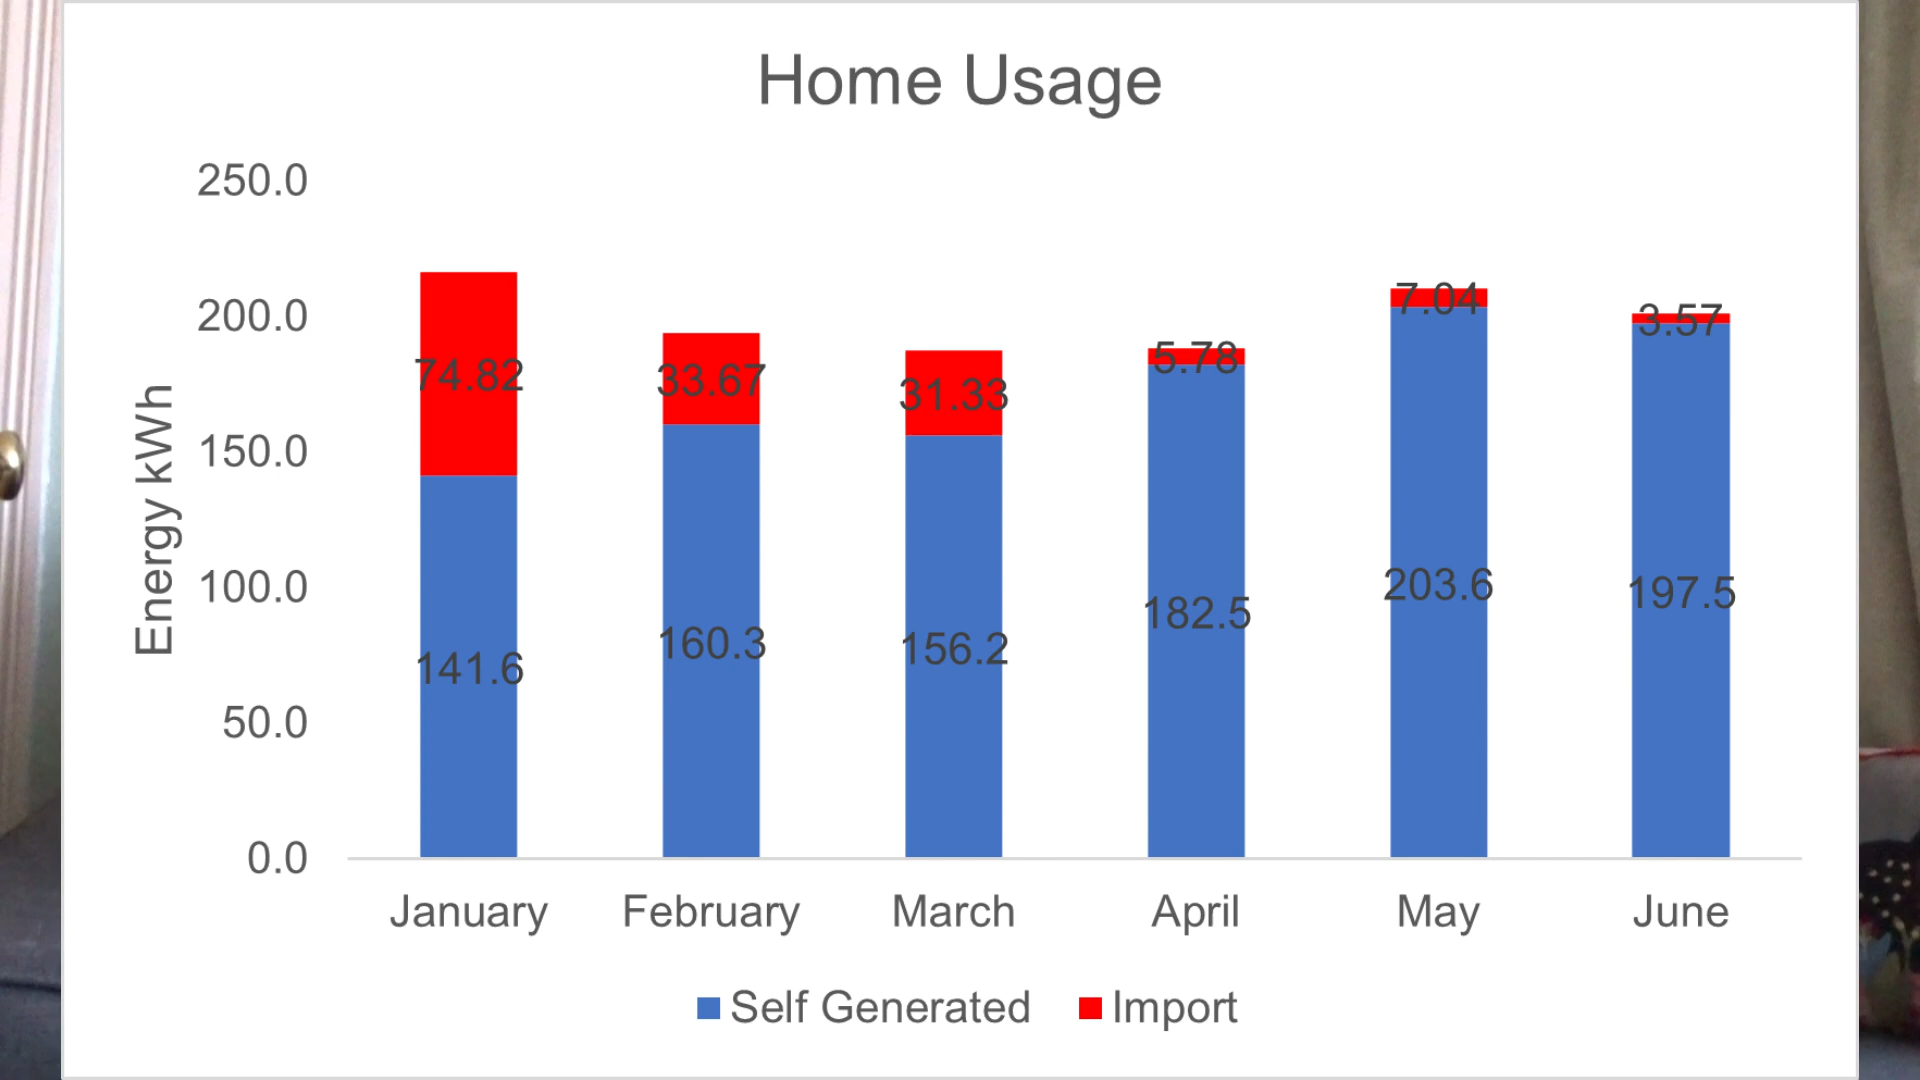 Home Usage
250.0
200.0
150.0
100.0
50.0
0.0
Energy kWh
74.82
33.67
31.33
5.78
7.04
3.57
141.6
160.3
156.2
182.5
203.6
197.5
January
February
March
April
May
June
Self Generated
Import